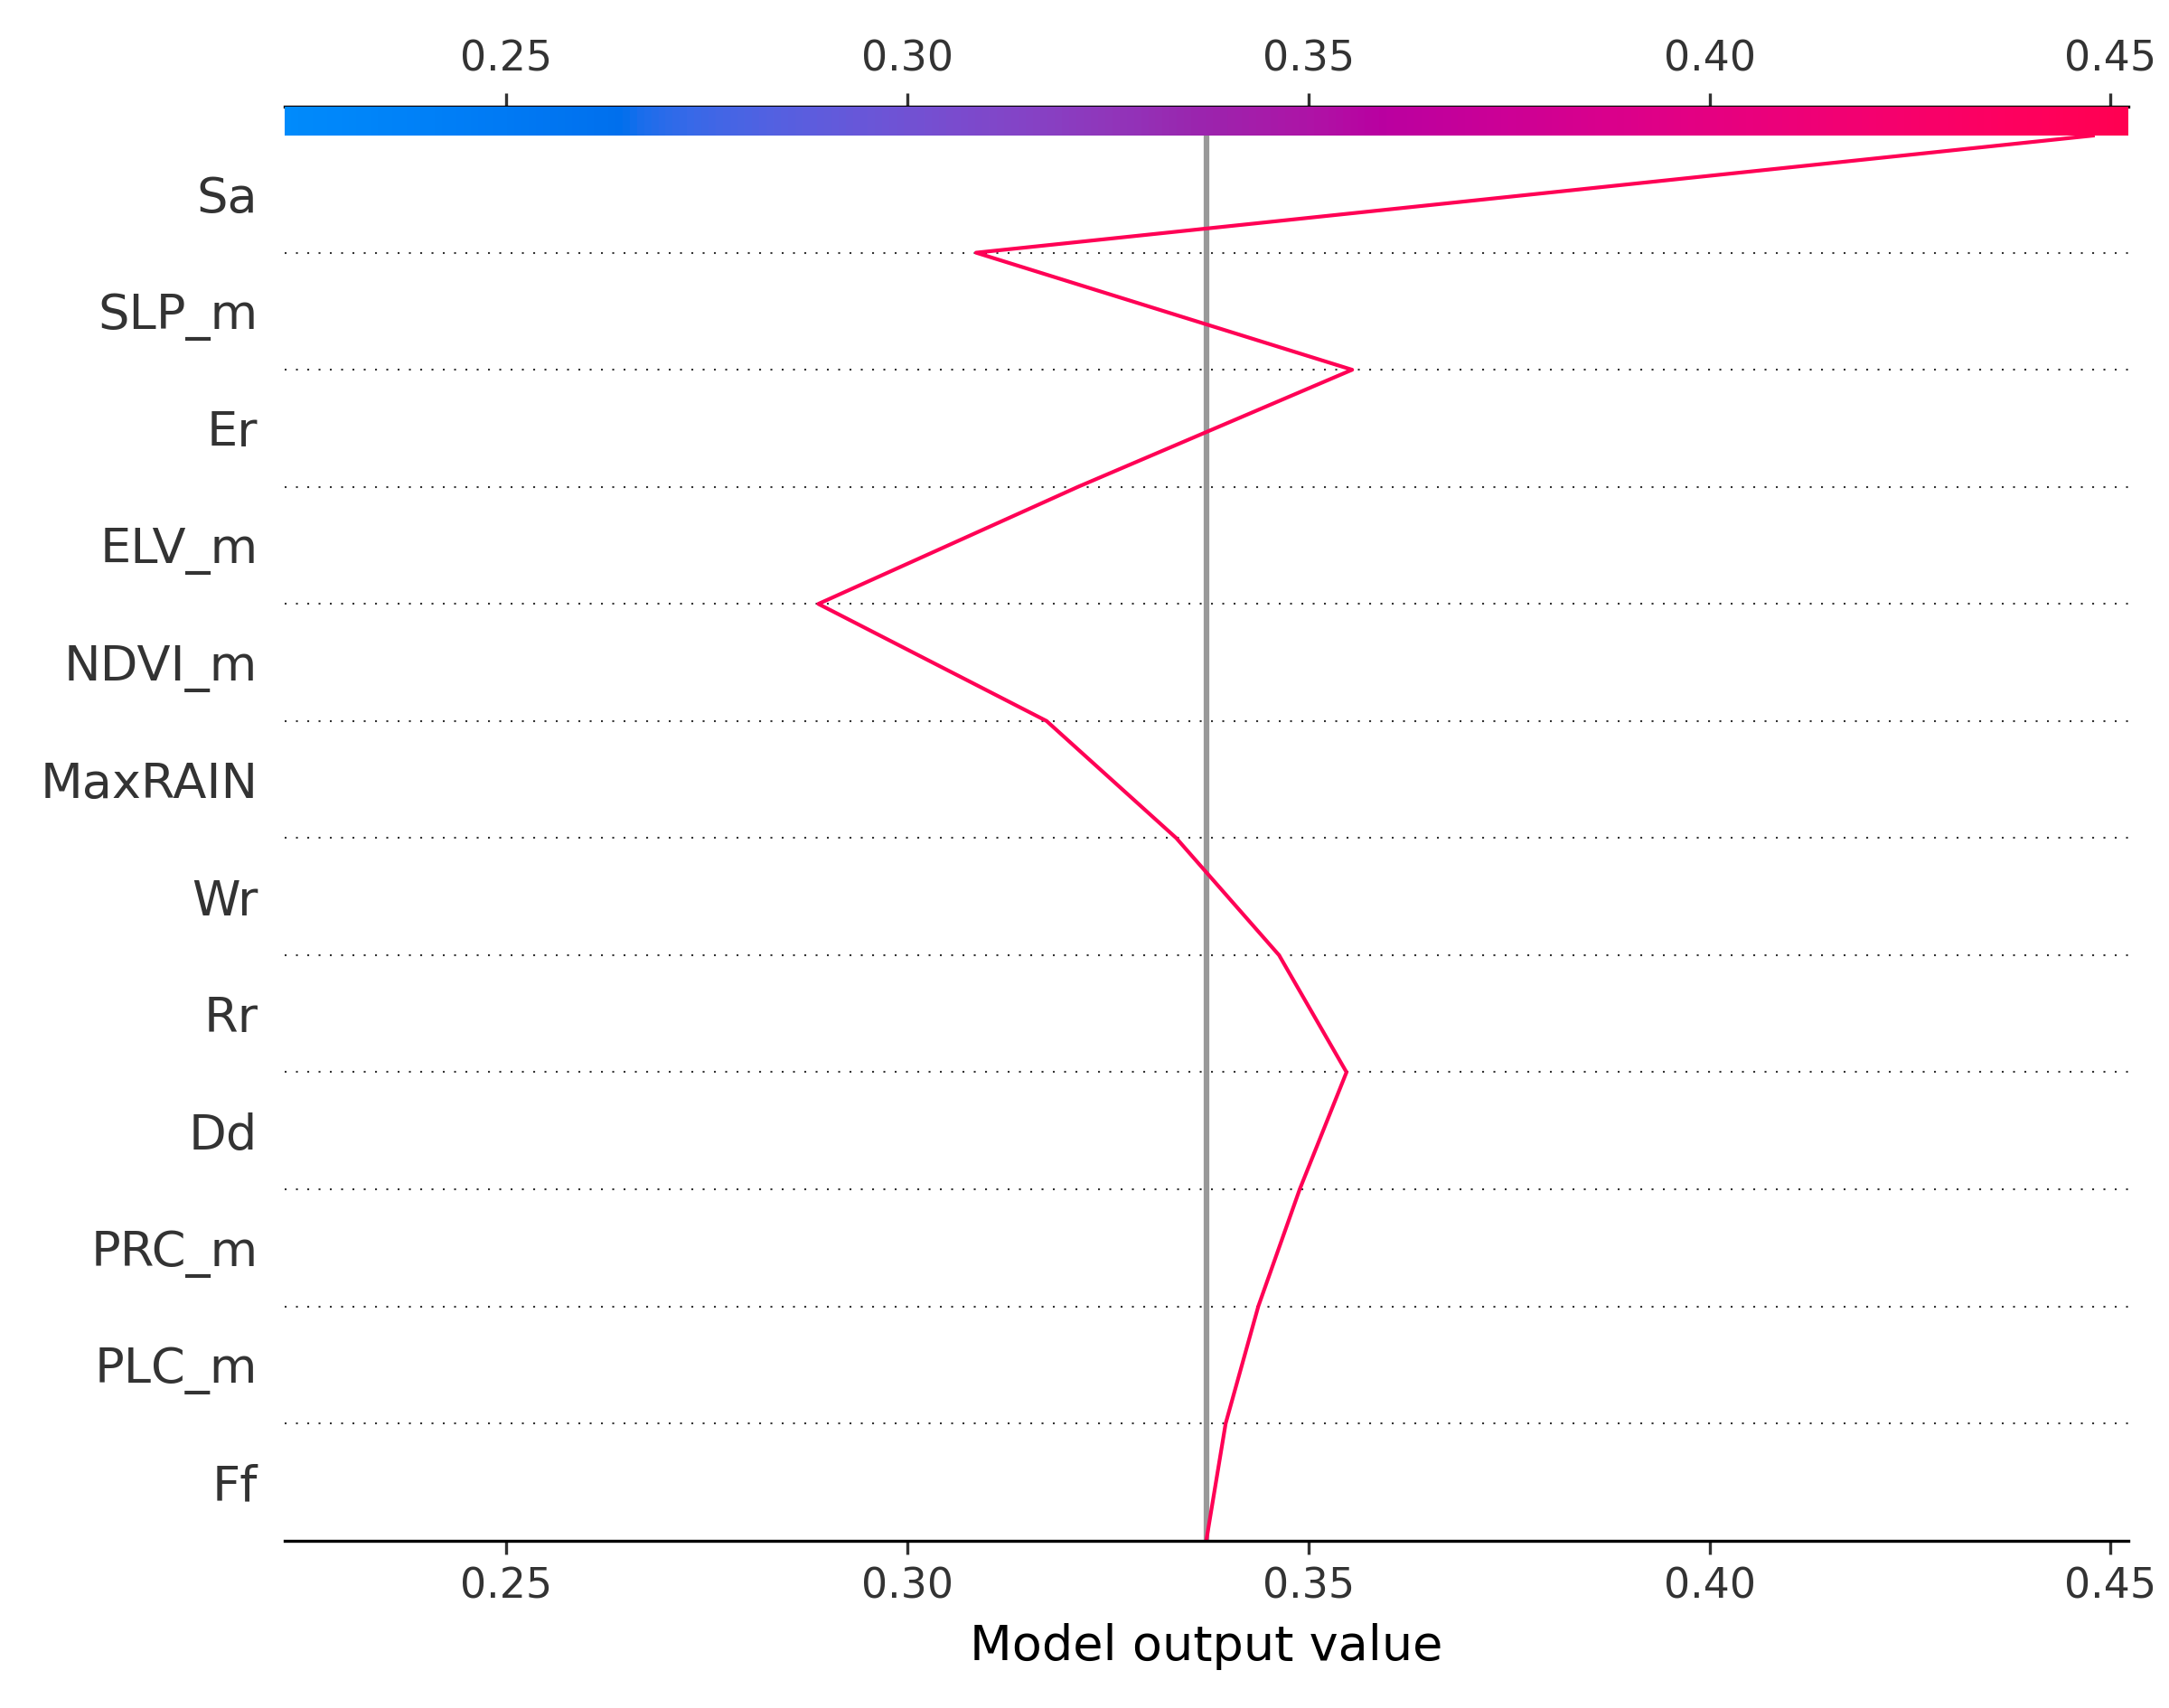 0.25 0.30 0.35 0.40 0.45
Sa
SLP_m
Er
ELV_m
NDVI_m
MaxRAIN
Wr
Rr
Dd
PRC_m
PLC_m
Ff
0.25 0.30 0.35 0.40 0.45
Model output value